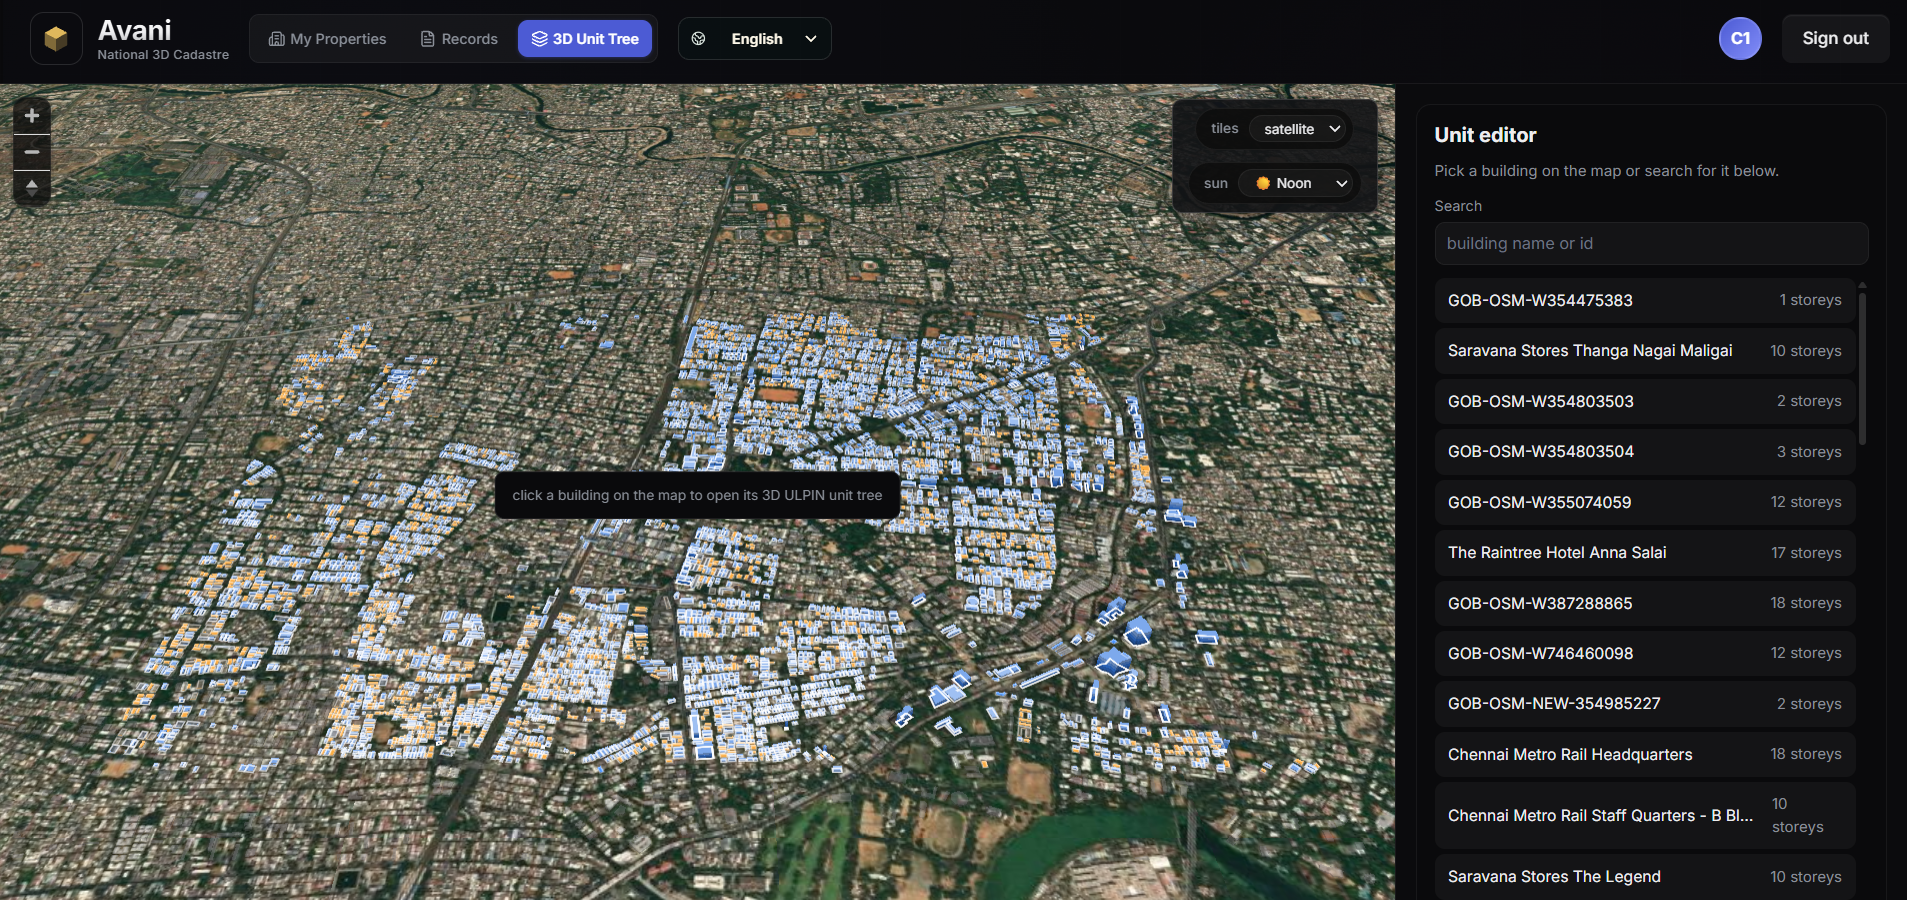 Avani
National 3D Cadastre
My Properties
Records
3D Unit Tree
English
C1
Sign out
tiles
satellite
sun
Noon
click a building on the map to open its 3D ULPIN unit tree
Unit editor
Pick a building on the map or search for it below.
Search
building name or id
GOB-OSM-W354475383 1 storeys
Saravana Stores Thanga Nagai Maligai 10 storeys
GOB-OSM-W354803503 2 storeys
GOB-OSM-W354803504 3 storeys
GOB-OSM-W355074059 12 storeys
The Raintree Hotel Anna Salai 17 storeys
GOB-OSM-W387288865 18 storeys
GOB-OSM-W746460098 12 storeys
GOB-OSM-NEW-354985227 2 storeys
Chennai Metro Rail Headquarters 18 storeys
Chennai Metro Rail Staff Quarters - B Bl... 10
storeys
Saravana Stores The Legend 10 storeys